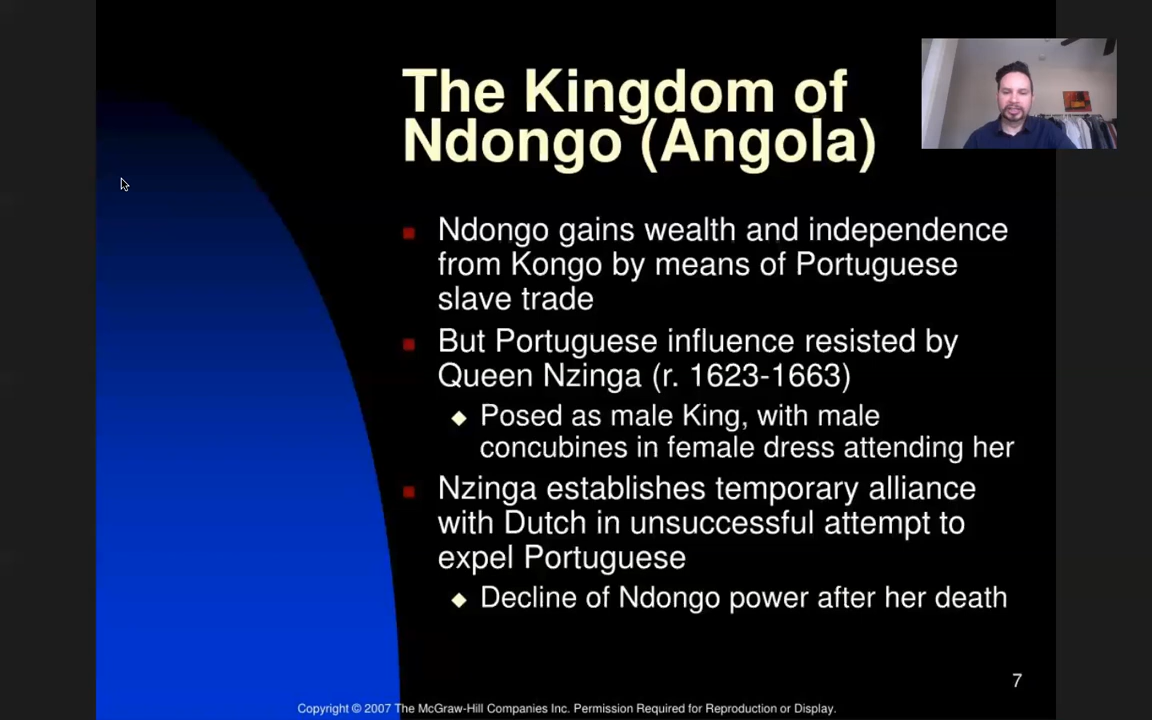 The Kingdom of
Ndongo (Angola)
Ndongo gains wealth and independence
from Kongo by means of Portuguese
slave trade
But Portuguese influence resisted by
Queen Nzinga (r. 1623-1663)
Posed as male King, with male
concubines in female dress attending her
Nzinga establishes temporary alliance
with Dutch in unsuccessful attempt to
expel Portuguese
Decline of Ndongo power after her death
7
Copyright © 2007 The McGraw-Hill Companies Inc. Permission Required for Reproduction or Display.